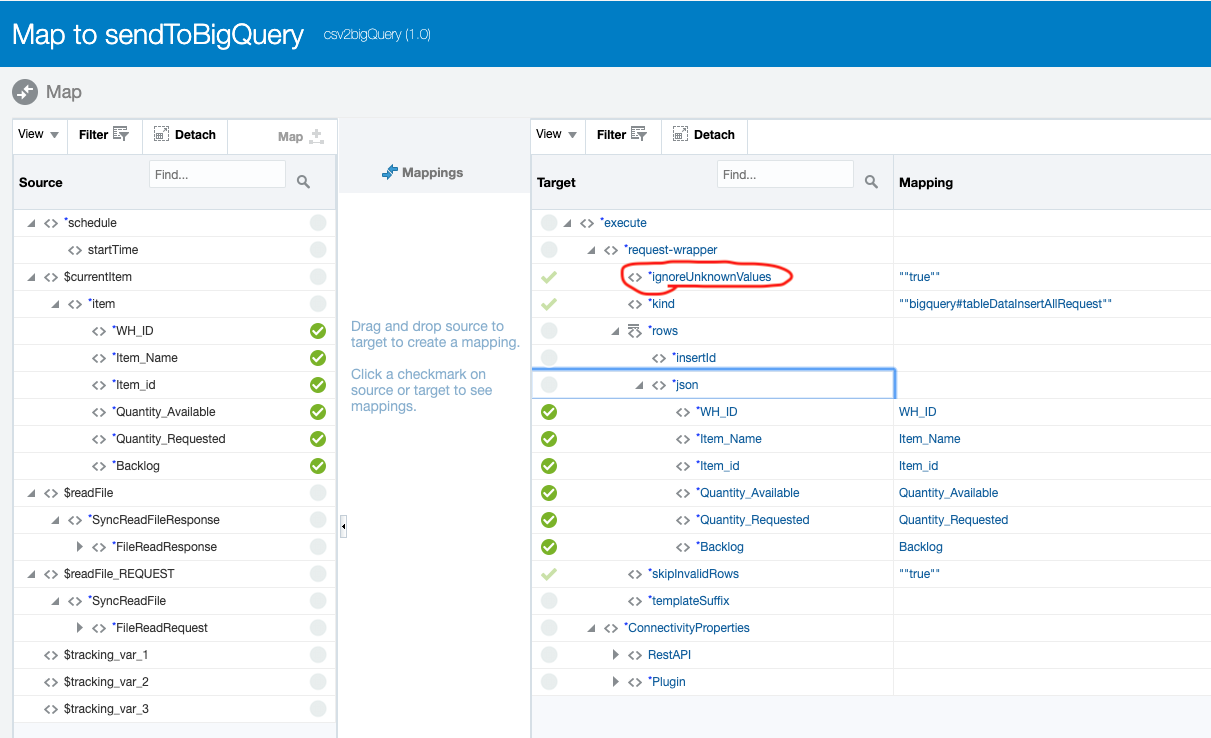 Map to sendToBigQuery csv2bigQuery (1.0)
Map
View Filter Detach Map
Source Find...
*schedule
startTime
$currentItem
*item
*WH_ID
*Item_Name
*Item_id
*Quantity_Available
*Quantity_Requested
*Backlog
$readFile
*SyncReadFileResponse
*FileReadResponse
$readFile_REQUEST
*SyncReadFile
*FileReadRequest
$tracking_var_1
$tracking_var_2
$tracking_var_3
Mappings
Drag and drop source to
target to create a mapping.
Click a checkmark on
source or target to see
mappings.
View Filter Detach
Target Find... Mapping
*execute
*request-wrapper
*ignoreUnknownValues ""true""
*kind ""bigquery#tableDataInsertAllRequest""
*rows
*insertId
*json
*WH_ID WH_ID
*Item_Name Item_Name
*Item_id Item_id
*Quantity_Available Quantity_Available
*Quantity_Requested Quantity_Requested
*Backlog Backlog
*skipInvalidRows ""true""
*templateSuffix
*ConnectivityProperties
RestAPI
*Plugin